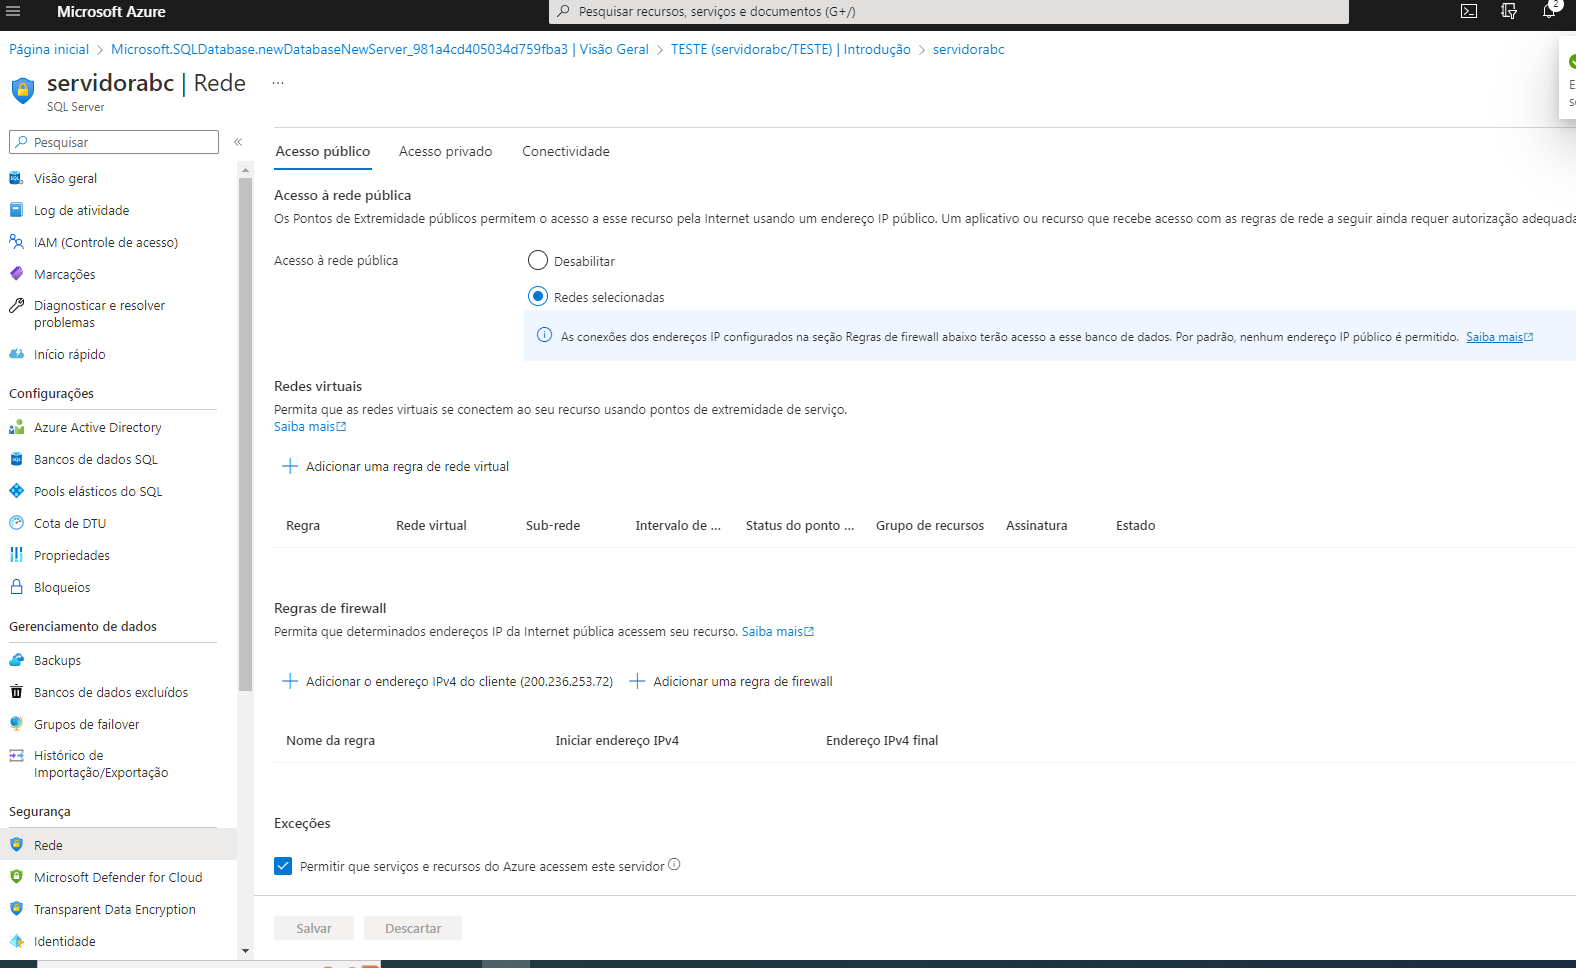 Microsoft Azure
Pesquisar recursos, serviços e documentos (G+/)
2
Página inicial > Microsoft.SQLDatabase.newDatabaseNewServer_981a4cd405034d759fba3 | Visão Geral > TESTE (servidorabc/TESTE) | Introdução > servidorabc
servidorabc | Rede ...
SQL Server
Pesquisar «
Visão geral
Log de atividade
IAM (Controle de acesso)
Marcações
Diagnosticar e resolver
problemas
Início rápido
Configurações
Azure Active Directory
Bancos de dados SQL
Pools elásticos do SQL
Cota de DTU
Propriedades
Bloqueios
Gerenciamento de dados
Backups
Bancos de dados excluídos
Grupos de failover
Histórico de
Importação/Exportação
Segurança
Rede
Microsoft Defender for Cloud
Transparent Data Encryption
Identidade
Acesso público Acesso privado Conectividade
Acesso à rede pública
Os Pontos de Extremidade públicos permitem o acesso a esse recurso pela Internet usando um endereço IP público. Um aplicativo ou recurso que recebe acesso com as regras de rede a seguir ainda requer autorização adequada
Acesso à rede pública
Desabilitar
Redes selecionadas
As conexões dos endereços IP configurados na seção Regras de firewall abaixo terão acesso a esse banco de dados. Por padrão, nenhum endereço IP público é permitido. Saiba mais
Redes virtuais
Permita que as redes virtuais se conectem ao seu recurso usando pontos de extremidade de serviço.
Saiba mais
+ Adicionar uma regra de rede virtual
Regra Rede virtual Sub-rede Intervalo de ... Status do ponto ... Grupo de recursos Assinatura Estado
Regras de firewall
Permita que determinados endereços IP da Internet pública acessem seu recurso. Saiba mais
+ Adicionar o endereço IPv4 do cliente (200.236.253.72) + Adicionar uma regra de firewall
Nome da regra Iniciar endereço IPv4 Endereço IPv4 final
Exceções
Permitir que serviços e recursos do Azure acessem este servidor
Salvar Descartar